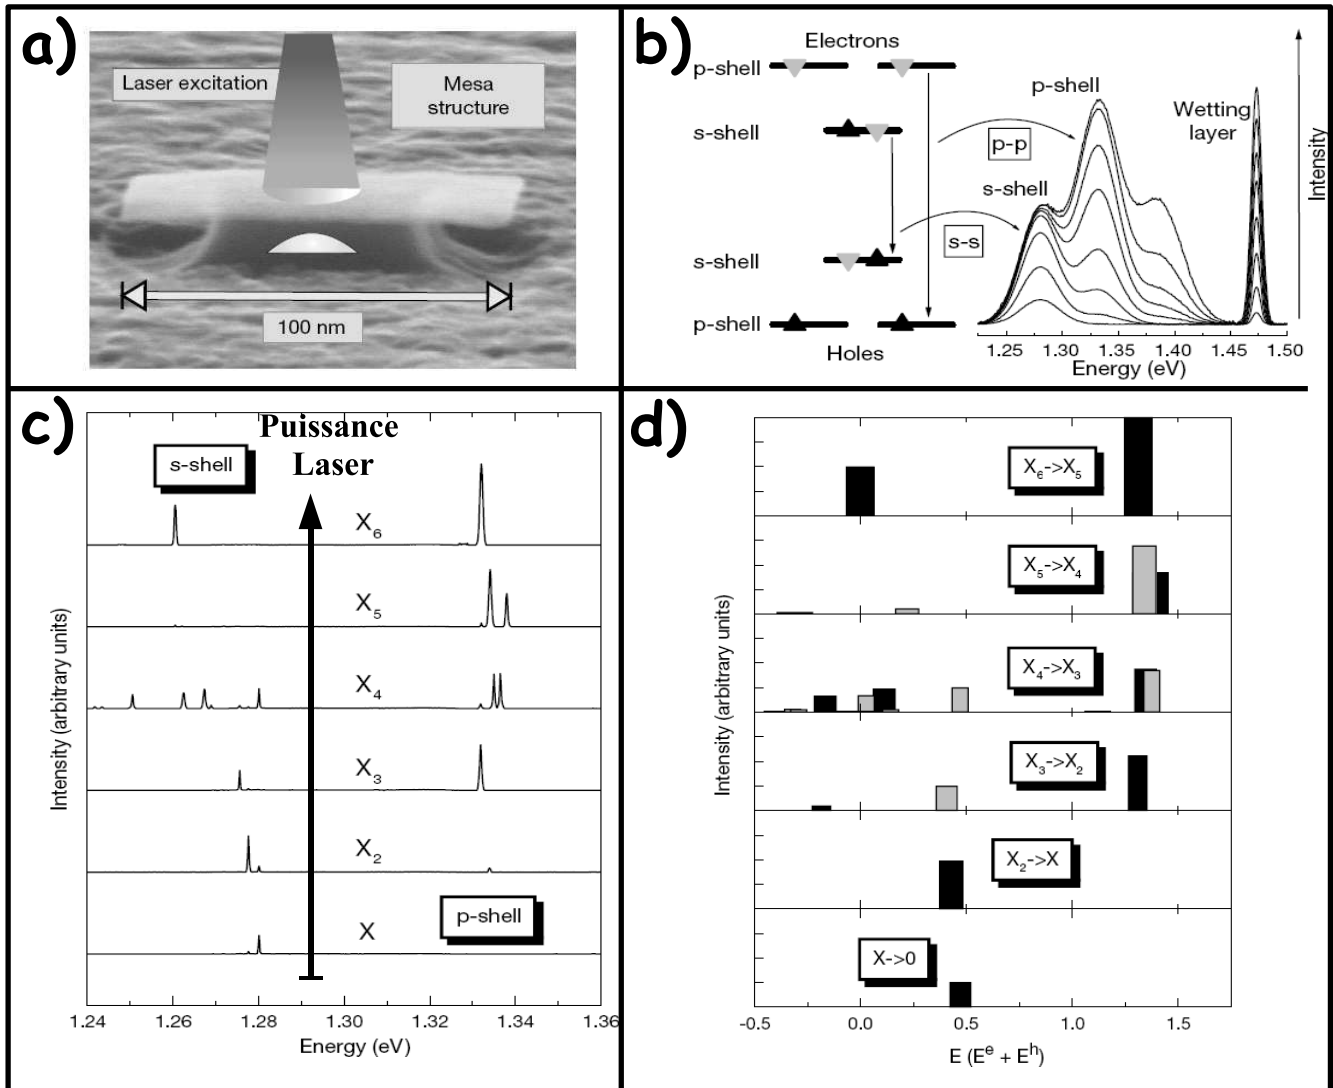 a)
Laser excitation
Mesa
structure
100 nm
b)
Electrons
p-shell
s-shell
s-shell
p-shell
Holes
p-p
s-s
p-shell
s-shell
Wetting
layer
Intensity
1.25 1.30 1.35 1.40 1.45 1.50
Energy (eV)
c)
Puissance
Laser
s-shell
X6
X5
X4
X3
X2
X
p-shell
Intensity (arbitrary units)
1.24 1.26 1.28 1.30 1.32 1.34 1.36
Energy (eV)
d)
X6->X5
X5->X4
X4->X3
X3->X2
X2->X
X->0
Intensity (arbitrary units)
-0.5 0.0 0.5 1.0 1.5
E (Ee + Eh)